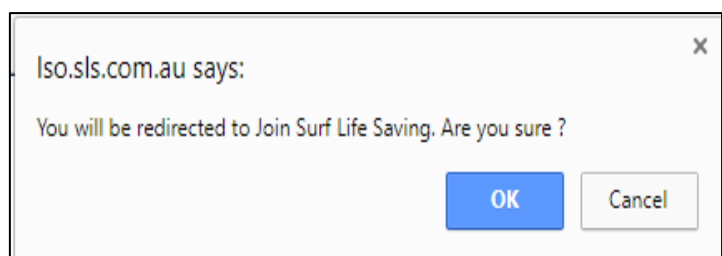 lso.sls.com.au says:
You will be redirected to Join Surf Life Saving. Are you sure ?
OK
Cancel